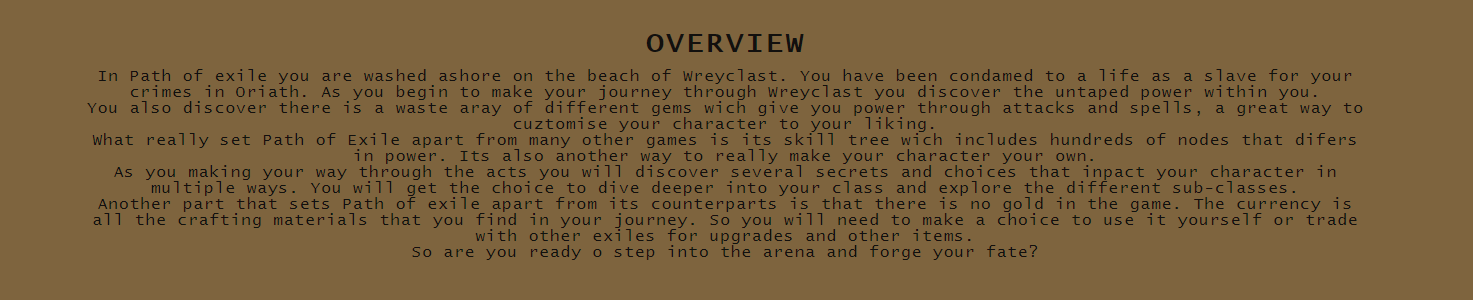 OVERVIEW
In Path of exile you are washed ashore on the beach of Wreyclast. You have been condamed to a life as a slave for your
crimes in Oriath. As you begin to make your journey through Wreyclast you discover the untaped power within you.
You also discover there is a waste aray of different gems wich give you power through attacks and spells, a great way to
cuztomise your character to your liking.
What really set Path of Exile apart from many other games is its skill tree wich includes hundreds of nodes that difers
in power. Its also another way to really make your character your own.
As you making your way through the acts you will discover several secrets and choices that inpact your character in
multiple ways. You will get the choice to dive deeper into your class and explore the different sub-classes.
Another part that sets Path of exile apart from its counterparts is that there is no gold in the game. The currency is
all the crafting materials that you find in your journey. So you will need to make a choice to use it yourself or trade
with other exiles for upgrades and other items.
So are you ready o step into the arena and forge your fate?